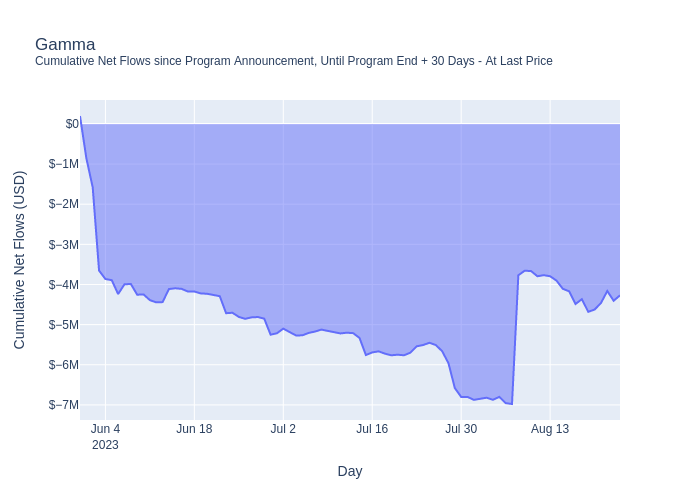 Gamma
Cumulative Net Flows since Program Announcement, Until Program End + 30 Days - At Last Price
Cumulative Net Flows (USD)
$0
$−1M
$−2M
$−3M
$−4M
$−5M
$−6M
$−7M
Jun 4
2023
Jun 18
Jul 2
Jul 16
Jul 30
Aug 13
Day